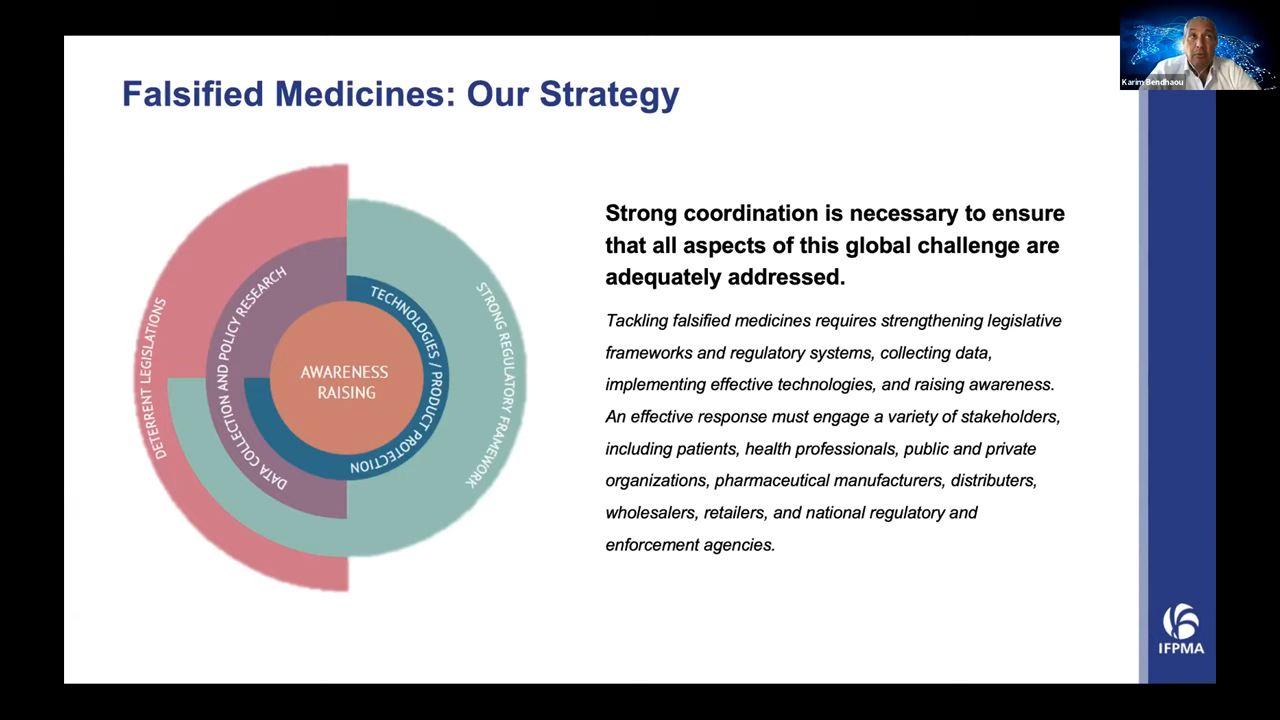 Karim Bendhaou
Falsified Medicines: Our Strategy
DETERRENT LEGISLATIONS
DATA COLLECTION AND POLICY RESEARCH
TECHNOLOGIES / PRODUCT PROTECTION
STRONG REGULATORY FRAMEWORK
AWARENESS
RAISING
Strong coordination is necessary to ensure
that all aspects of this global challenge are
adequately addressed.
Tackling falsified medicines requires strengthening legislative
frameworks and regulatory systems, collecting data,
implementing effective technologies, and raising awareness.
An effective response must engage a variety of stakeholders,
including patients, health professionals, public and private
organizations, pharmaceutical manufacturers, distributers,
wholesalers, retailers, and national regulatory and
enforcement agencies.
IFPMA